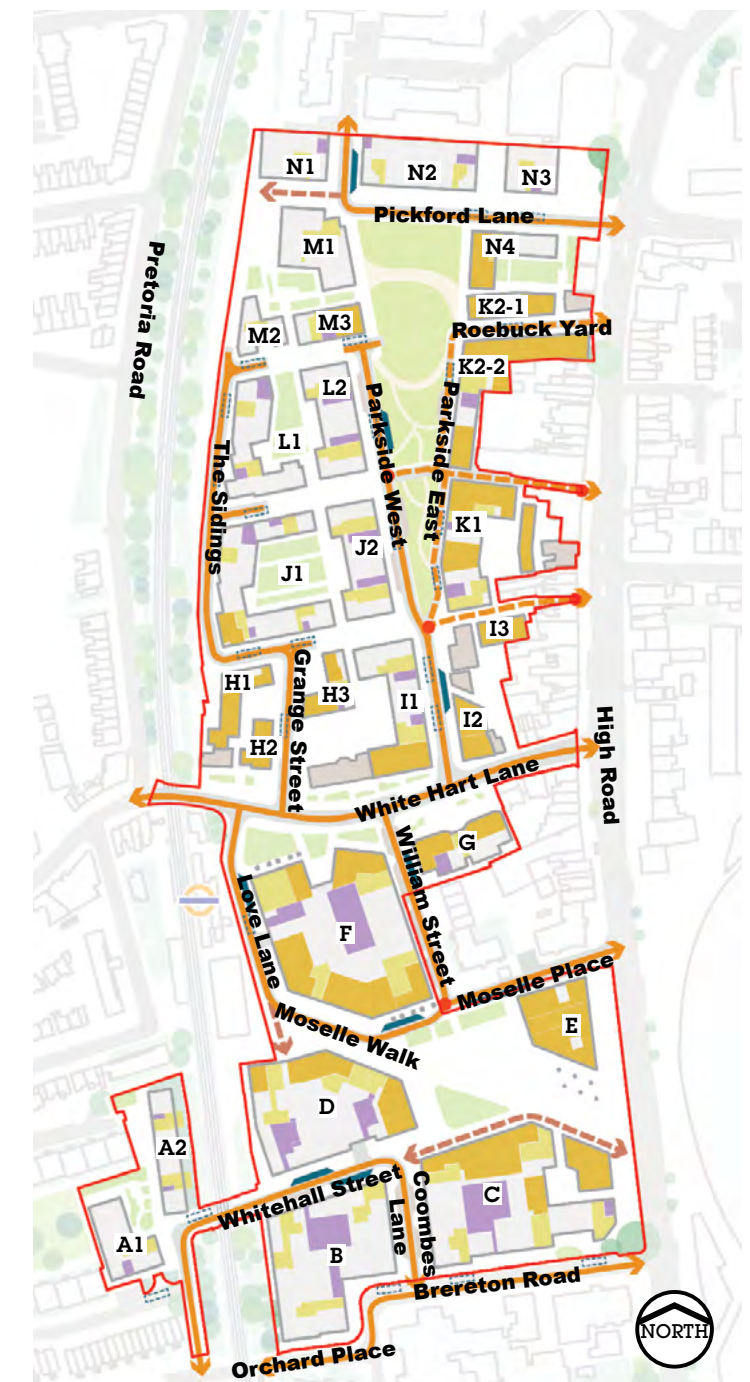 N1
N2
N3
Pickford Lane
M1
N4
K2-1
Pretoria Road
M2
M3
Roebuck Yard
K2-2
L2
Parkside West
Parkside East
L1
The Sidings
K1
J2
J1
I3
Grange Street
H1
H3
I1
I2
H2
High Road
White Hart Lane
G
William Street
Love Lane
F
Moselle Place
E
Moselle Walk
D
A2
Whitehall Street
Coombes
Lane
C
A1
B
Brereton Road
NORTH
Orchard Place